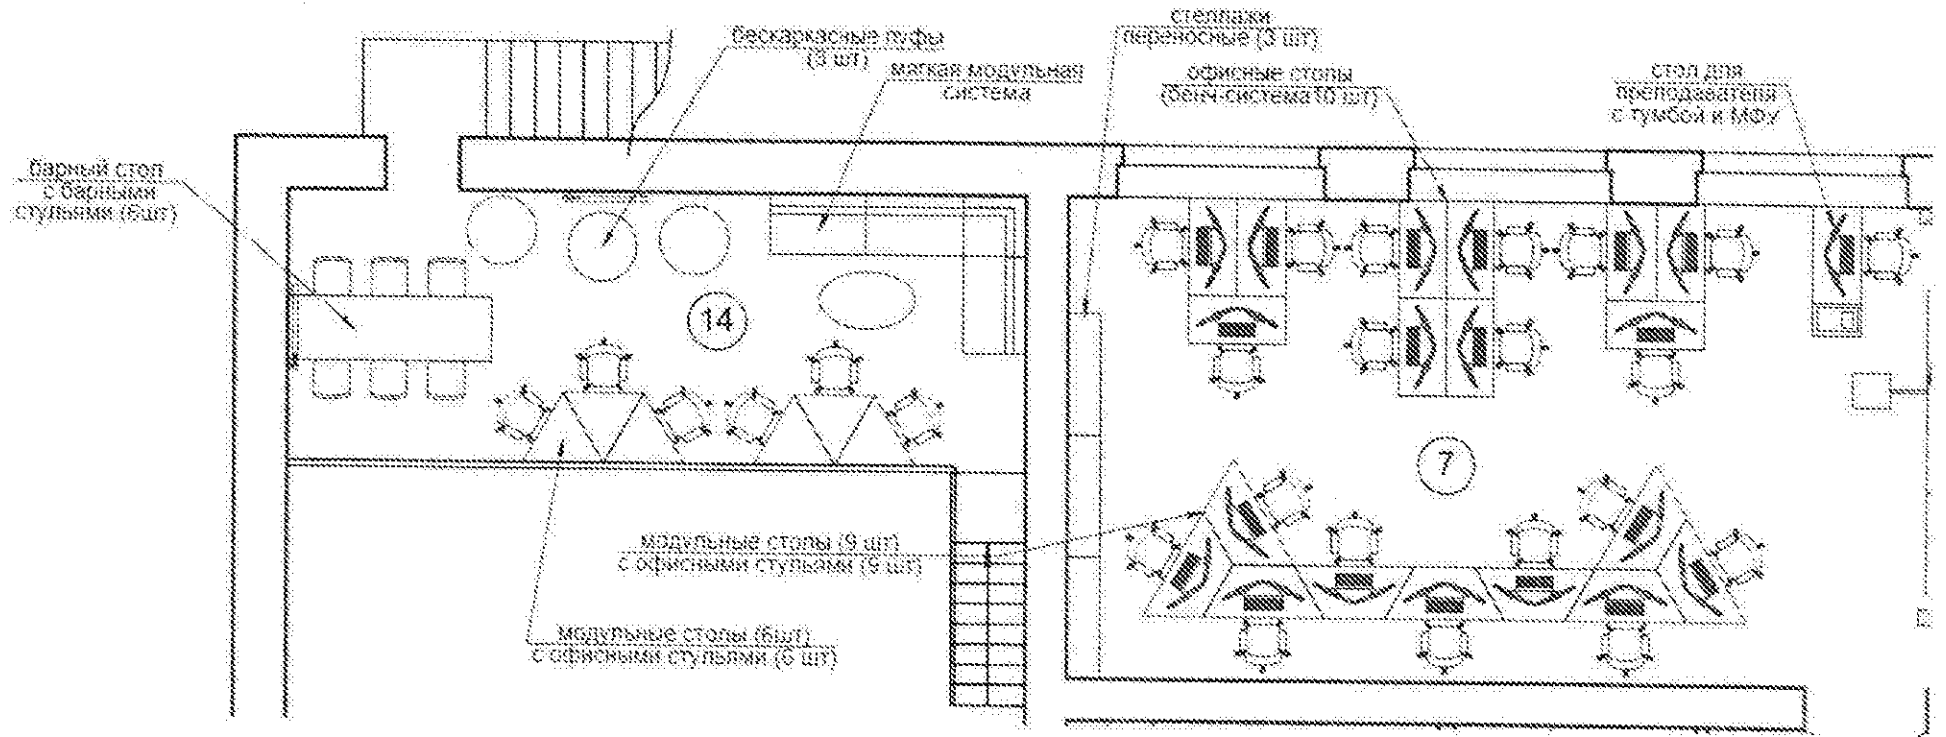 бескаркасные пуфы
(3 шт)
мягкая модульная
система
стеллажи
переносные (3 шт)
офисные столы
(бенч-система10 шт)
стол для
преподавателя
с тумбой и МФУ
барный стол
с барными
стульями (6шт)
14
7
модульные столы (9 шт)
с офисными стульями (9 шт)
модульные столы (6шт)
с офисными стульями (6 шт)